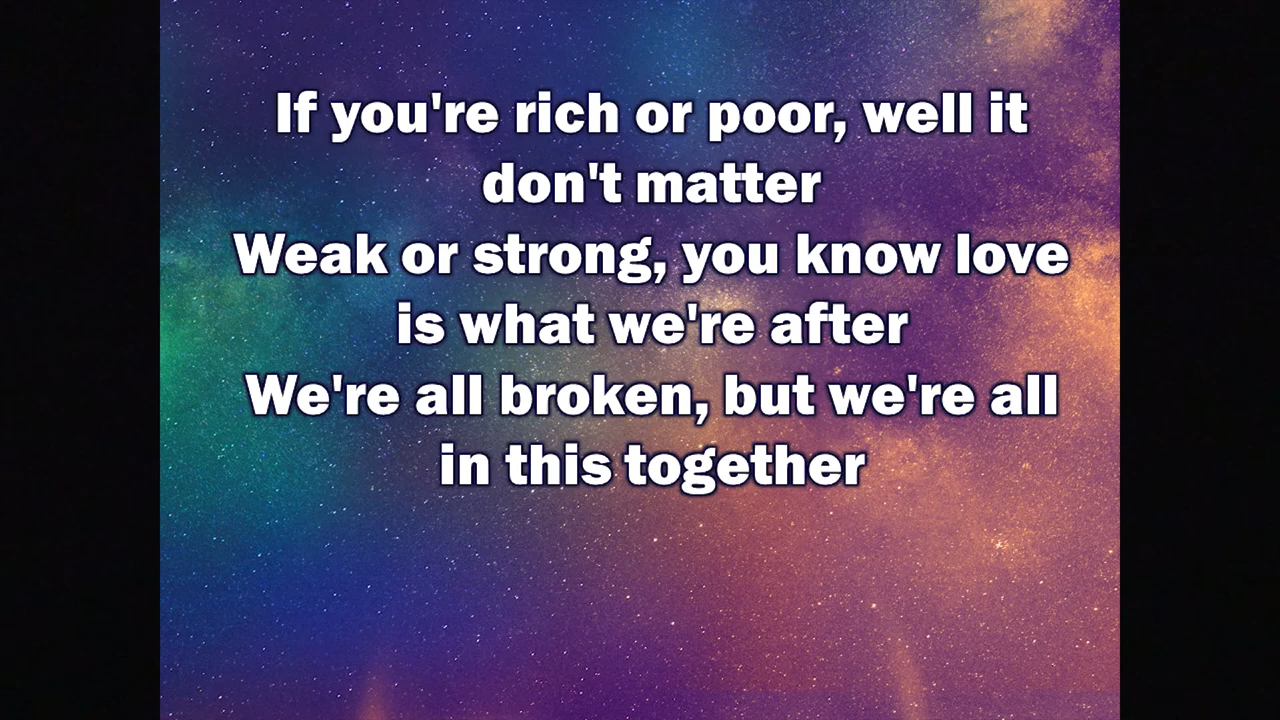 If you're rich or poor, well it
don't matter
Weak or strong, you know love
is what we're after
We're all broken, but we're all
in this together